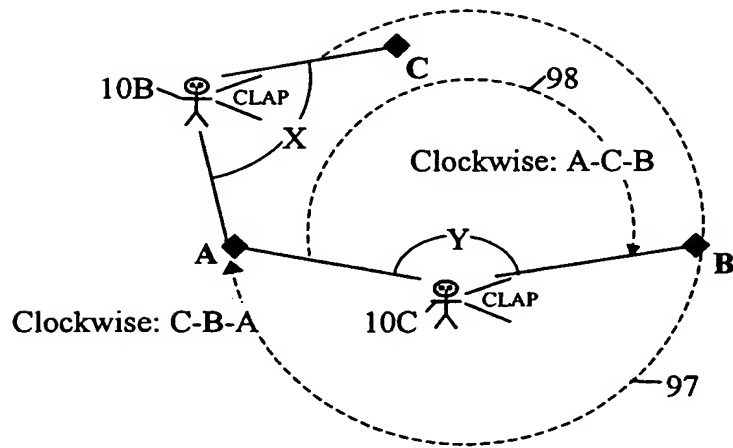 C
98
10B
CLAP
X
Clockwise: A-C-B
Y
A
B
CLAP
10C
Clockwise: C-B-A
97